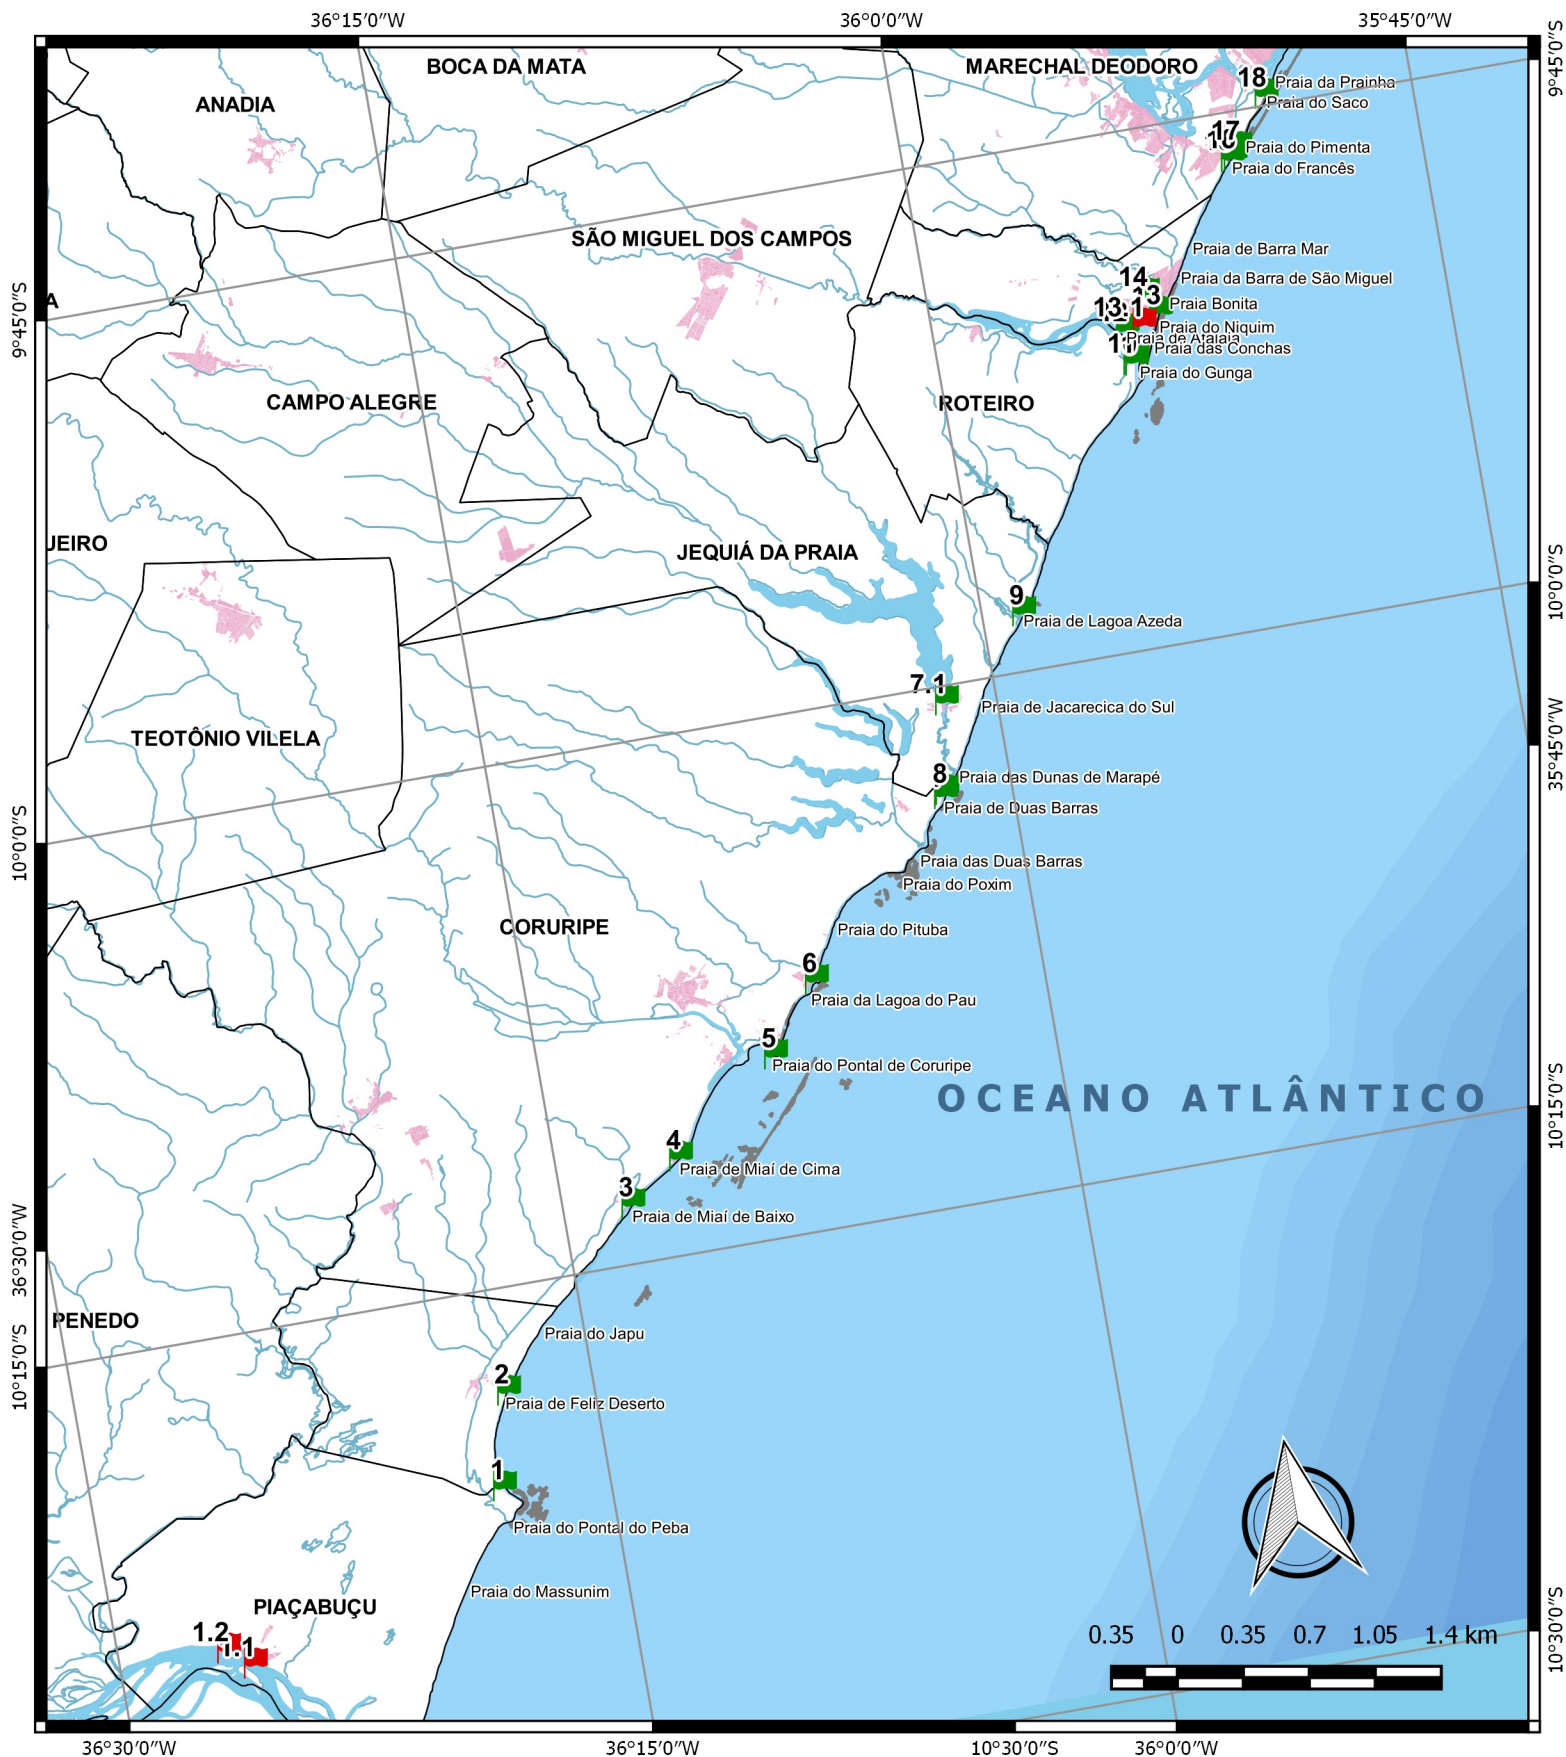 36°15'0"W
36°0'0"W
35°45'0"W
9°45'0"S
BOCA DA MATA
MARECHAL DEODORO
ANADIA
18
Praia da Prainha
Praia do Saco
17
Praia do Pimenta
Praia do Francês
SÃO MIGUEL DOS CAMPOS
Praia de Barra Mar
14
Praia da Barra de São Miguel
13
Praia Bonita
A
9°45'0"S
Praia do Niquim
Praia de Atalaia
Praia das Conchas
Praia do Gunga
CAMPO ALEGRE
ROTEIRO
JEIRO
JEQUIÁ DA PRAIA
10°0'0"S
9
Praia de Lagoa Azeda
7.1
Praia de Jacarecica do Sul
TEOTÔNIO VILELA
35°45'0"W
8
Praia das Dunas de Marapé
Praia de Duas Barras
10°0'0"S
Praia das Duas Barras
Praia do Poxim
CORURIPE
Praia do Pituba
6
Praia da Lagoa do Pau
5
Praia do Pontal de Coruripe
OCEANO ATLÂNTICO
10°15'0"S
4
Praia de Miaí de Cima
3
Praia de Miaí de Baixo
36°30'0"W
PENEDO
Praia do Japu
10°15'0"S
2
Praia de Feliz Deserto
1
Praia do Pontal do Peba
Praia do Massunim
PIAÇABUÇU
1.2
1.1
0.35 0 0.35 0.7 1.05 1.4 km
10°30'0"S
36°30'0"W
36°15'0"W
10°30'0"S
36°0'0"W